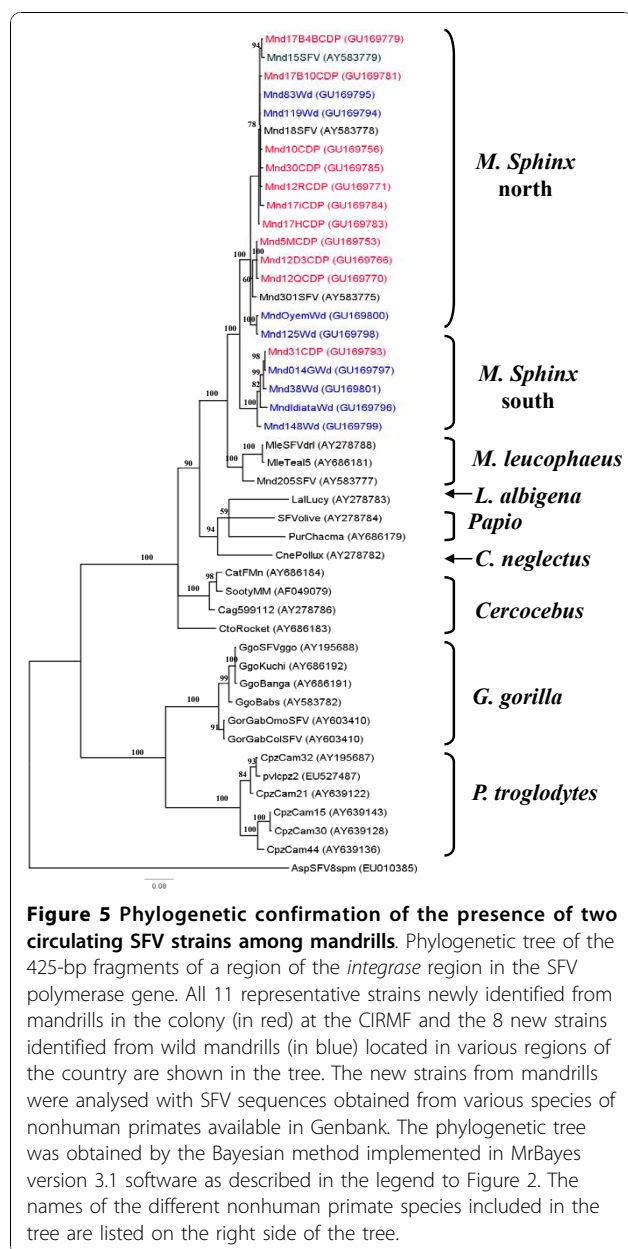 94
Mnd17B4BCDP (GU169779)
Mnd15SFV (AY583779)
Mnd17B10CDP (GU169781)
Mnd83Wd (GU169795)
Mnd119Wd (GU169794)
78
Mnd18SFV (AY583778)
Mnd10CDP (GU169756)
Mnd30CDP (GU169785)
Mnd12RCDP (GU169771)
Mnd17iCDP (GU169784)
Mnd17HCDP (GU169783)
M. Sphinx
north
100
100
Mnd5MCDP (GU169753)
Mnd12D3CDP (GU169766)
60
Mnd12QCDP (GU169770)
Mnd301SFV (AY583775)
100
MndOyemWd (GU169800)
Mnd125Wd (GU169798)
98
Mnd31CDP (GU169793)
99
Mnd014GWd (GU169797)
82
Mnd38Wd (GU169801)
100
MndIdiataWd (GU169796)
Mnd148Wd (GU169799)
M. Sphinx
south
100
100
MleSFVdrl (AY278788)
MleTeal5 (AY686181)
Mnd205SFV (AY583777)
M. leucophaeus
90
59
LalLucy (AY278783)
L. albigena
94
SFVolive (AY278784)
PurChacma (AY686179)
Papio
CnePollux (AY278782)
C. neglectus
100
98
CatFMn (AY686184)
SootyMM (AF049079)
100
Cag599112 (AY278786)
CtoRocket (AY686183)
Cercocebus
GgoSFVggo (AY195688)
100
GgoKuchi (AY686192)
99
GgoBanga (AY686191)
GgoBabs (AY583782)
91
GorGabOmoSFV (AY603410)
GorGabColSFV (AY603410)
G. gorilla
100
100
93
CpzCam32 (AY195687)
84
pvlcpz2 (EU527487)
CpzCam21 (AY639122)
100
CpzCam15 (AY639143)
100
CpzCam30 (AY639128)
CpzCam44 (AY639136)
P. troglodytes
AspSFV8spm (EU010385)
0.08
Figure 5 Phylogenetic confirmation of the presence of two
circulating SFV strains among mandrills. Phylogenetic tree of the
425-bp fragments of a region of the integrase region in the SFV
polymerase gene. All 11 representative strains newly identified from
mandrills in the colony (in red) at the CIRMF and the 8 new strains
identified from wild mandrills (in blue) located in various regions of
the country are shown in the tree. The new strains from mandrills
were analysed with SFV sequences obtained from various species of
nonhuman primates available in Genbank. The phylogenetic tree
was obtained by the Bayesian method implemented in MrBayes
version 3.1 software as described in the legend to Figure 2. The
names of the different nonhuman primate species included in the
tree are listed on the right side of the tree.